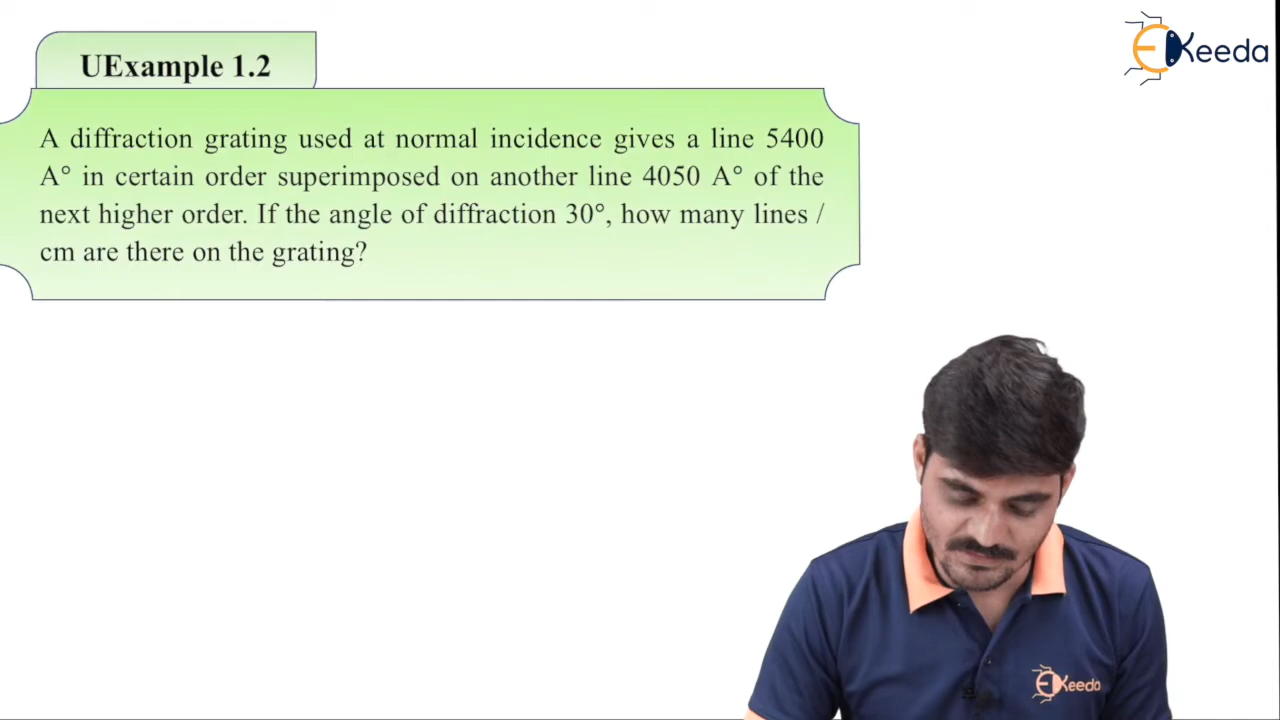 UExample 1.2
EKeeda
A diffraction grating used at normal incidence gives a line 5400
A° in certain order superimposed on another line 4050 A° of the
next higher order. If the angle of diffraction 30°, how many lines /
cm are there on the grating?
EKeeda